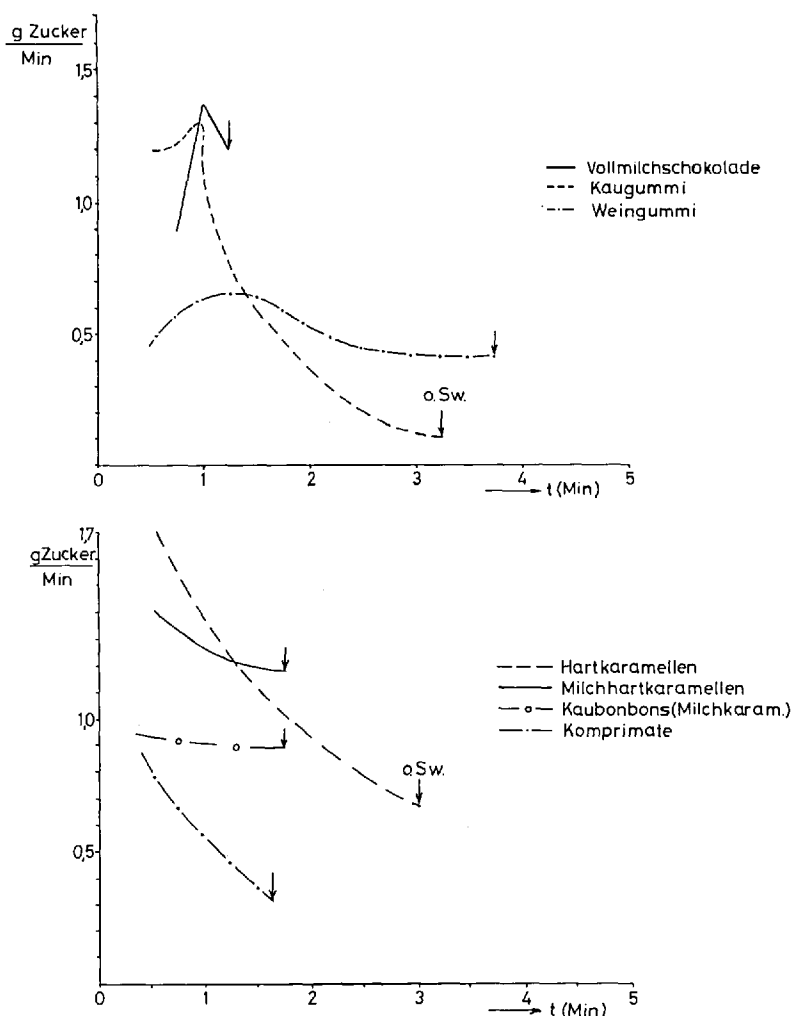 g Zucker
Min
1,5
1,0
0,5
0
1
2
3
4
5
t (Min)
o.Sw.
Vollmilchschokolade
Kaugummi
Weingummi
1,7
gZucker
Min
1,0
0,5
0
1
2
3
4
5
t (Min)
o.Sw.
Hartkaramellen
Milchhartkaramellen
Kaubonbons(Milchkaram.)
Komprimate